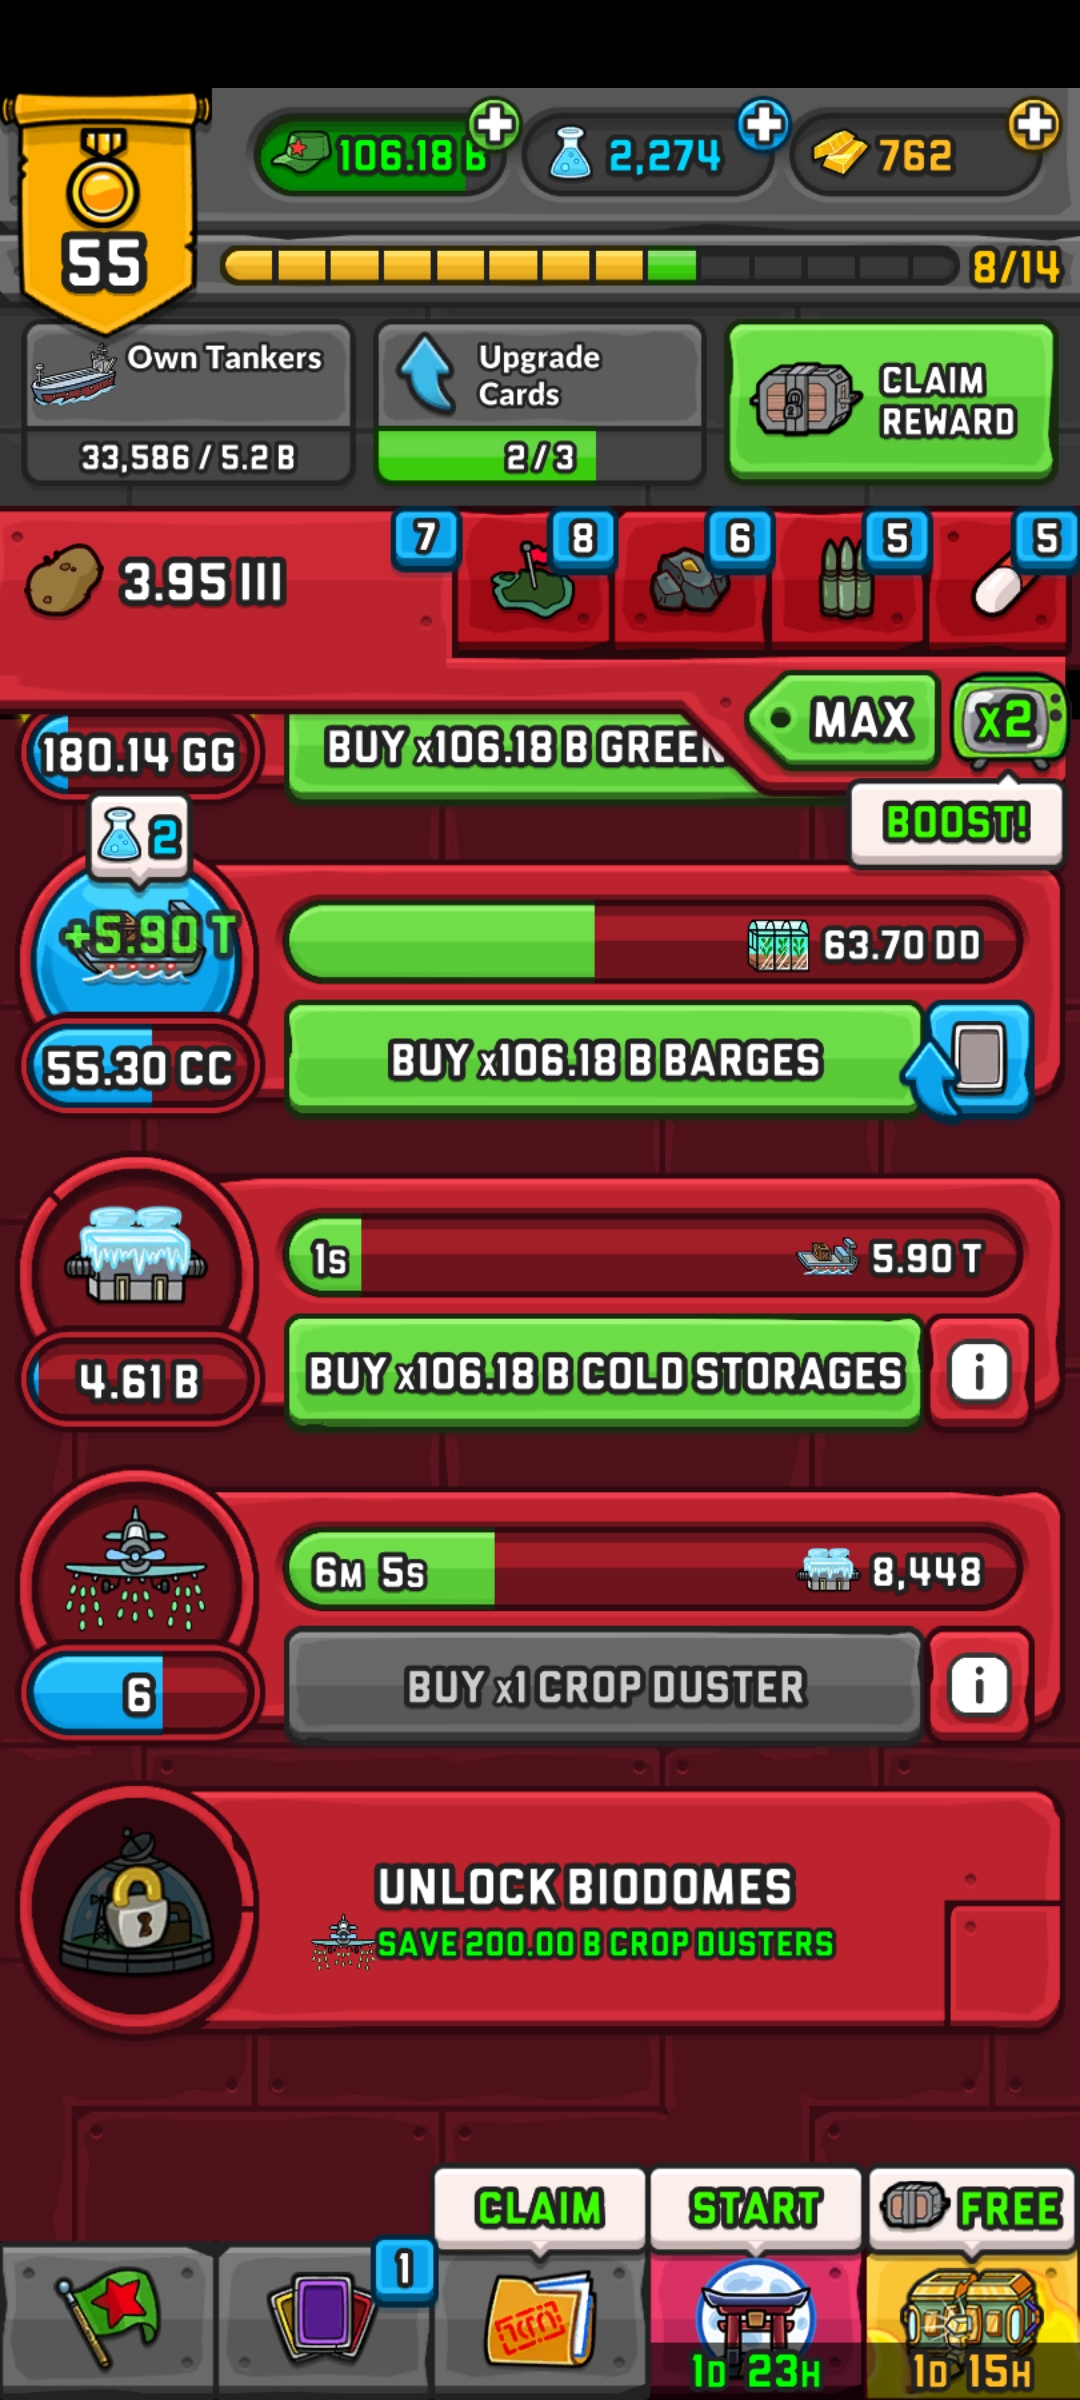 106.18 B
2,274
762
55
8/14
Own Tankers
33,586 / 5.2 B
Upgrade
Cards
2 / 3
CLAIM
REWARD
3.95 III
7
8
6
5
5
MAX
x2
BOOST!
180.14 GG
BUY x106.18 B GREEN
2
+5.90 T
63.70 DD
55.30 CC
BUY x106.18 B BARGES
1s
5.90 T
4.61 B
BUY x106.18 B COLD STORAGES
i
6M 5s
8,448
6
BUY x1 CROP DUSTER
i
UNLOCK BIODOMES
SAVE 200.00 B CROP DUSTERS
CLAIM
START
FREE
1
1D 23H
1D 15H